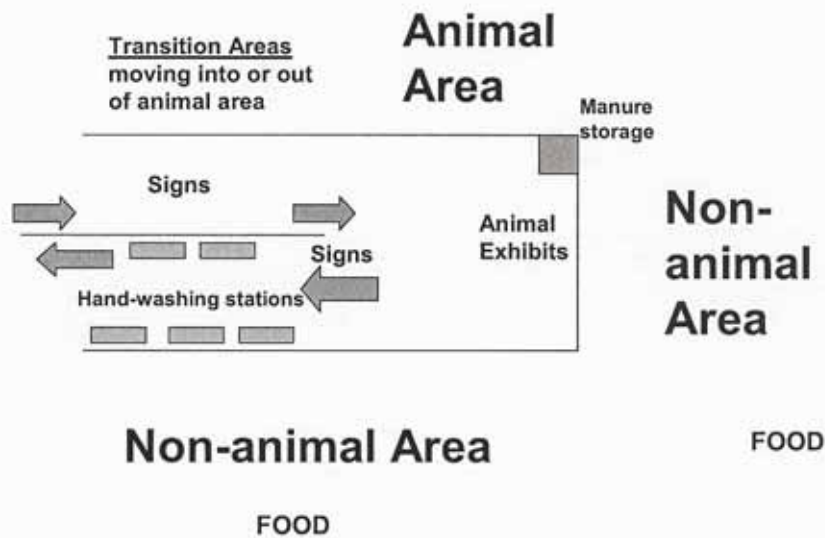 Transition Areas
moving into or out
of animal area
Animal
Area
Manure
storage
Signs
Animal
Exhibits
Non-
animal
Area
Signs
Hand-washing stations
Non-animal Area
FOOD
FOOD